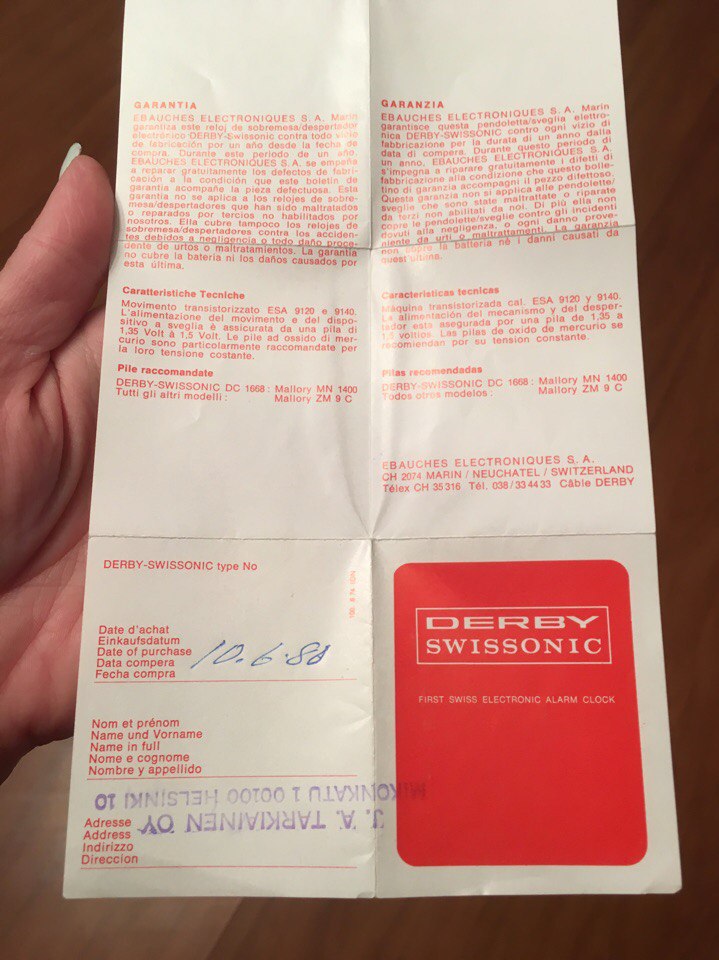 GARANTIA
EBAUCHES ELECTRONIQUES S. A. Marin
garantiza este reloj de sobremesa/despertador
electrónico DERBY-Swissonic contra todo vicio
de fabricación por un año desde la fecha de
compra. Durante este periodo de un año,
EBAUCHES ELECTRONIQUES S. A. se empeña
a reparar gratuitamente los defectos de fabri-
cación a la condición que este boletin de
garantia acompañe la pieza defectuosa. Esta
garantia no se aplica a los relojes de sobre-
mesa/despertadores que han sido maltratados
o reparados por tercios no habilitados por
nosotros. Ella cubre tampoco los relojes de
sobremesa/despertadores contra los acciden-
tes debidos a negligencia o todo daño proce-
dente de urtos o maltratamientos. La garantia
no cubre la bateria ni los daños causados por
esta última.
Caratteristiche Tecniche
Movimento transistorizzato ESA 9120 e 9140.
L'alimentazione del movimento e del dispo-
sitivo a sveglia è assicurata da una pila di
1,35 Volt à 1,5 Volt. Le pile ad ossido di mer-
curio sono particolarmente raccomandate per
la loro tensione costante.
Pile raccomandate
DERBY-SWISSONIC DC 1668 : Mallory MN 1400
Tutti gli altri modelli : Mallory ZM 9 C
GARANZIA
EBAUCHES ELECTRONIQUES S. A. Marin
garantisce questa pendoletta/sveglia elettro-
nica DERBY-SWISSONIC contro ogni vizio di
fabbricazione per la durata di un anno dalla
data di compera. Durante questo periodo di
un anno, EBAUCHES ELECTRONIQUES S. A.
s'impegna a riparare gratuitamente i difetti di
fabbricazione alla condizione che questo bolle-
tino di garanzia accompagni il pezzo difettoso.
Questa garanzia non si applica alle pendolette/
sveglie che sono state maltrattate o riparate
da terzi non abilitati da noi. Di più ella non
copre le pendolette/sveglie contro gli incidenti
dovuti alla negligenza, o ogni danno prove-
niente da urti o maltrattamenti. La garanzia
non cubre la batteria nè i danni causati da
quest'ultima.
Características tecnicas
Máquina transistorizada cal. ESA 9120 y 9140.
La alimentación del mecanismo y del desper-
tador esta asegurada por una pila de 1,35 a
1,5 voltios. Las pilas de oxido de mercurio se
recomiendan por su tension constante.
Pilas recomendadas
DERBY-SWISSONIC DC 1668 : Mallory MN 1400
Todos otros modelos : Mallory ZM 9 C
EBAUCHES ELECTRONIQUES S. A.
CH 2074 MARIN / NEUCHATEL / SWITZERLAND
Télex CH 35 316 Tél. 038 / 33 44 33 Câble DERBY
DERBY-SWISSONIC type No
Date d'achat
Einkaufsdatum
Date of purchase
Data compera
Fecha compra
10.6.80
Nom et prénom
Name und Vorname
Name in full
Nome e cognome
Nombre y appellido
Adresse
Address
Indirizzo
Direccion
J. A. TARKIAINEN OY
MIKONKATU 1 00100 HELSINKI 10
DERBY
SWISSONIC
FIRST SWISS ELECTRONIC ALARM CLOCK